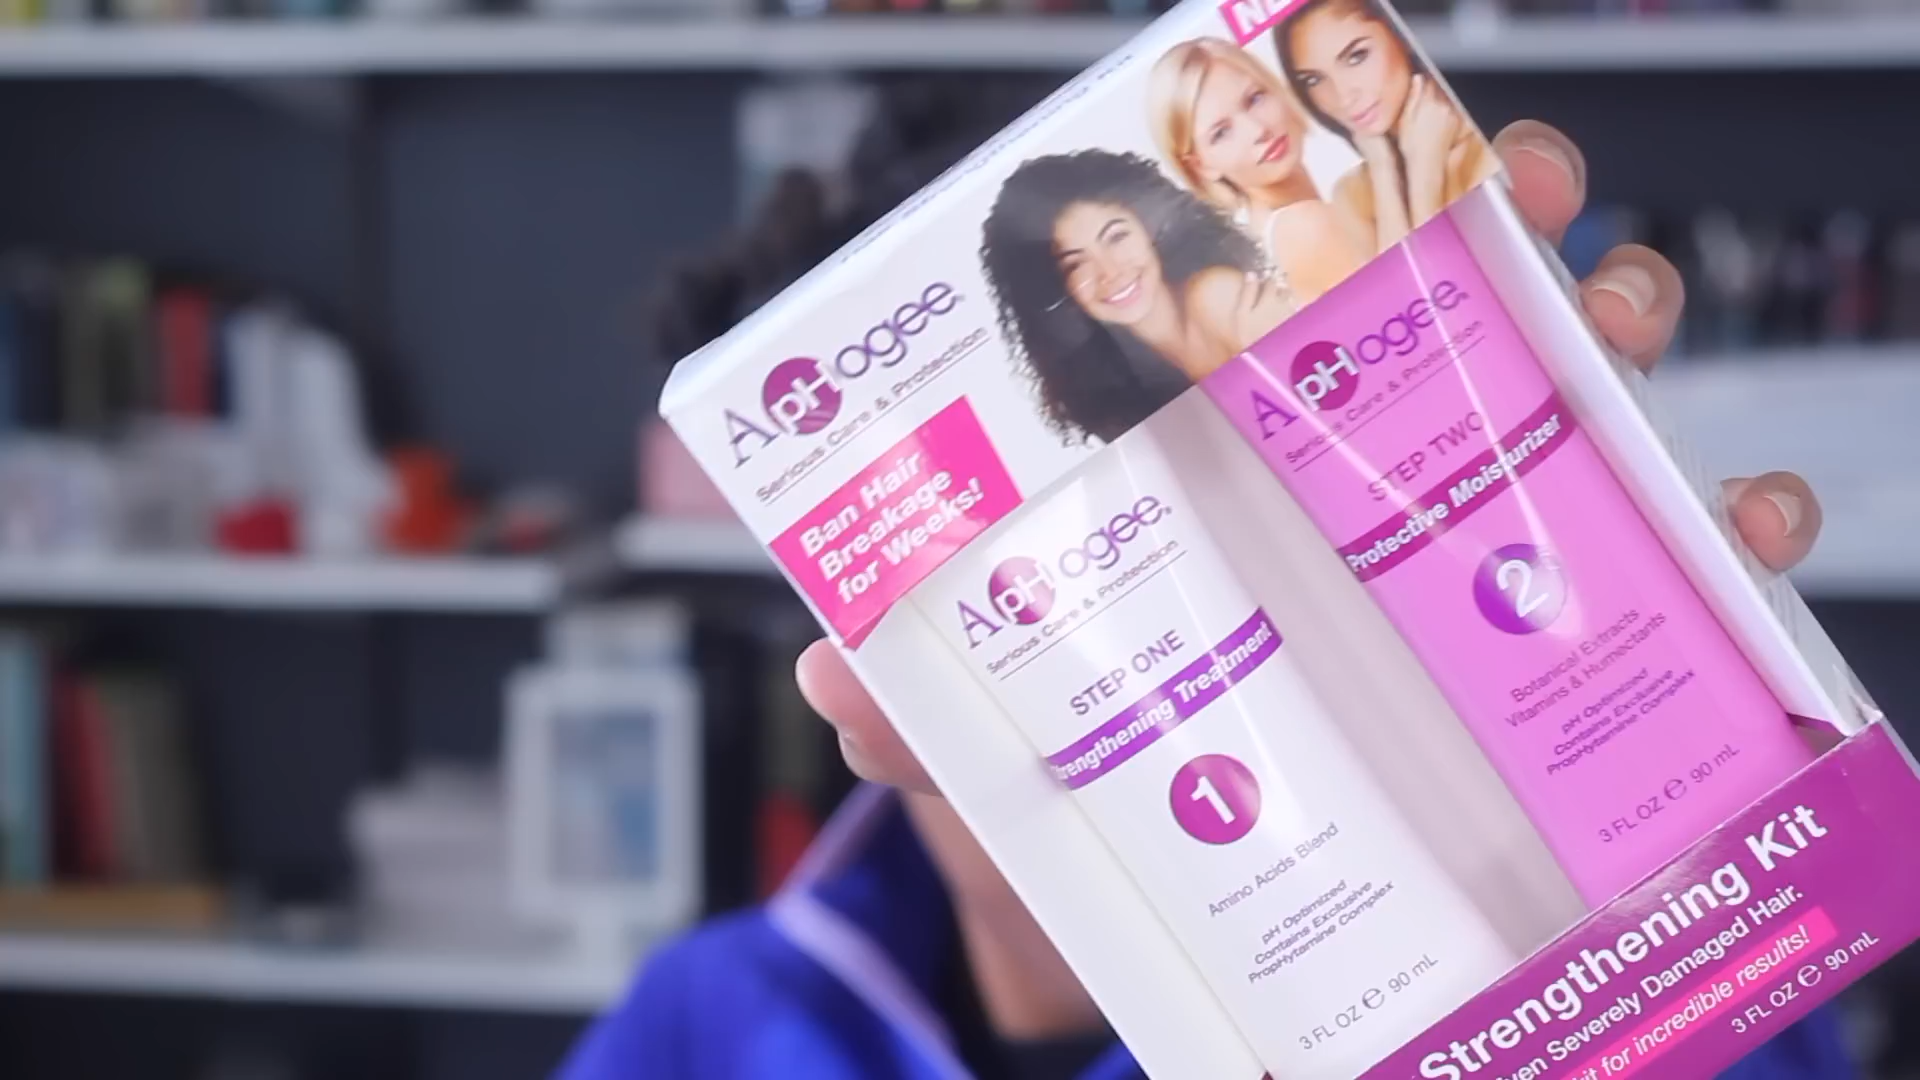 NE
ApHogee
Serious Care & Protection
Ban Hair
Breakage
for Weeks!
ApHogee
Serious Care & Protection
STEP ONE
Strengthening Treatment
1
Amino Acids Blend
pH Optimized
Contains Exclusive
PropHytamine Complex
3 FL OZ e 90 mL
ApHogee
Serious Care & Protection
STEP TWO
Protective Moisturizer
2
Botanical Extracts
Vitamins & Humectants
pH Optimized
Contains Exclusive
PropHytamine Complex
3 FL OZ e 90 mL
Strengthening Kit
Severely Damaged Hair.
kit for incredible results!
3 FL OZ e 90 mL